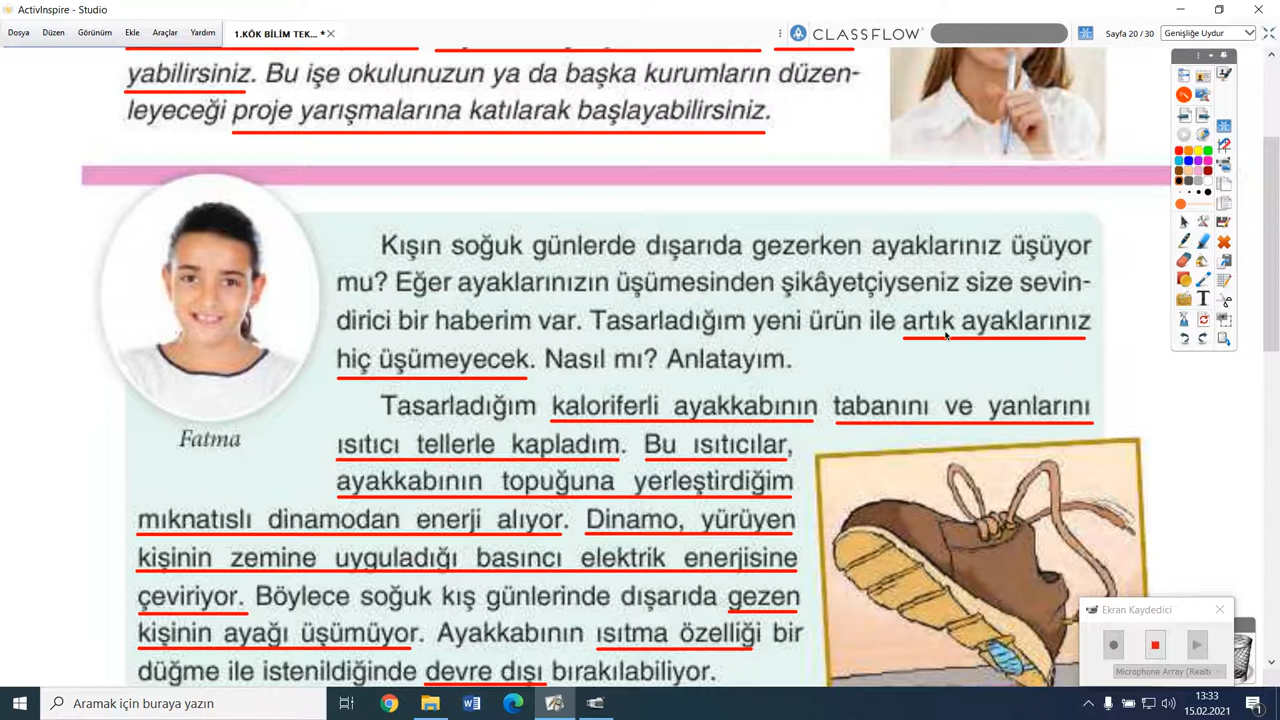 ActivInspire - Studio
Dosya Düzen Görünüm Ekle Araçlar Yardım
1.KÖK BİLİM TEK... *
CLASSFLOW
Sayfa 20 / 30
Genişliğe Uydur
yabilirsiniz. Bu işe okulunuzun ya da başka kurumların düzen-
leyeceği proje yarışmalarına katılarak başlayabilirsiniz.
Kışın soğuk günlerde dışarıda gezerken ayaklarınız üşüyor
mu? Eğer ayaklarınızın üşümesinden şikâyetçiyseniz size sevin-
dirici bir haberim var. Tasarladığım yeni ürün ile artık ayaklarınız
hiç üşümeyecek. Nasıl mı? Anlatayım.
Fatma
Tasarladığım kaloriferli ayakkabının tabanını ve yanlarını
ısıtıcı tellerle kapladım. Bu ısıtıcılar,
ayakkabının topuğuna yerleştirdiğim
mıknatıslı dinamodan enerji alıyor. Dinamo, yürüyen
kişinin zemine uyguladığı basıncı elektrik enerjisine
çeviriyor. Böylece soğuk kış günlerinde dışarıda gezen
kişinin ayağı üşümüyor. Ayakkabının ısıtma özelliği bir
düğme ile istenildiğinde devre dışı bırakılabiliyor.
Ekran Kaydedici
Microphone Array (Realt
Aramak için buraya yazın
13:33
15.02.2021